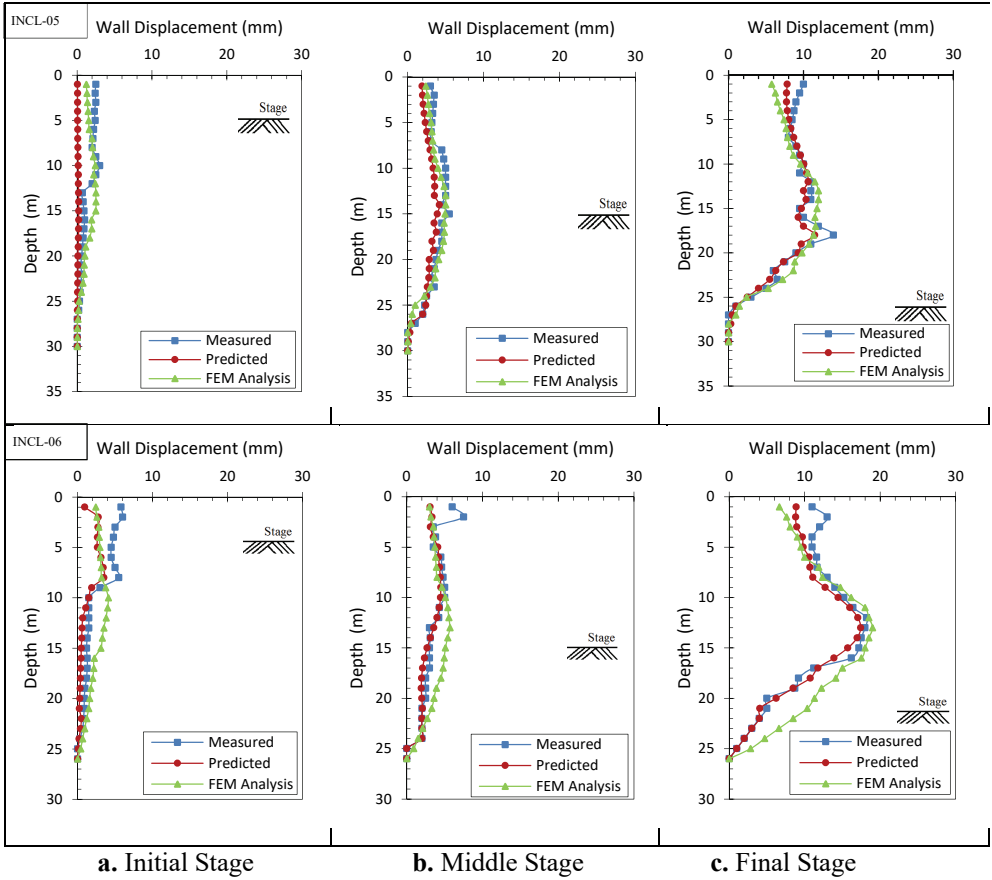 INCL-05
Wall Displacement (mm)
0 10 20 30
0
5
10
15
20
25
30
35
Depth (m)
Stage
Measured
Predicted
FEM Analysis
Wall Displacement (mm)
0 10 20 30
0
5
10
15
20
25
30
35
Depth (m)
Stage
Measured
Predicted
FEM Analysis
Wall Displacement (mm)
0 10 20 30
0
5
10
15
20
25
30
35
Depth (m)
Stage
Measured
Predicted
FEM Analysis
INCL-06
Wall Displacement (mm)
0 10 20 30
0
5
10
15
20
25
30
Depth (m)
Stage
Measured
Predicted
FEM Analysis
Wall Displacement (mm)
0 10 20 30
0
5
10
15
20
25
30
Depth (m)
Stage
Measured
Predicted
FEM Analysis
Wall Displacement (mm)
0 10 20 30
0
5
10
15
20
25
30
Depth (m)
Stage
Measured
Predicted
FEM Analysis
a. Initial Stage
b. Middle Stage
c. Final Stage